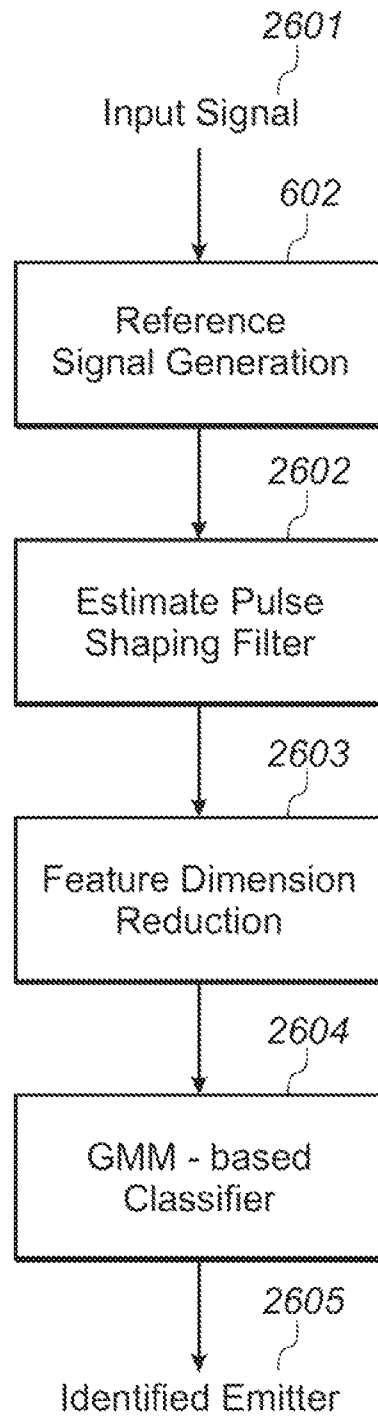 2601
Input Signal
602
Reference
Signal Generation
2602
Estimate Pulse
Shaping Filter
2603
Feature Dimension
Reduction
2604
GMM - based
Classifier
2605
Identified Emitter